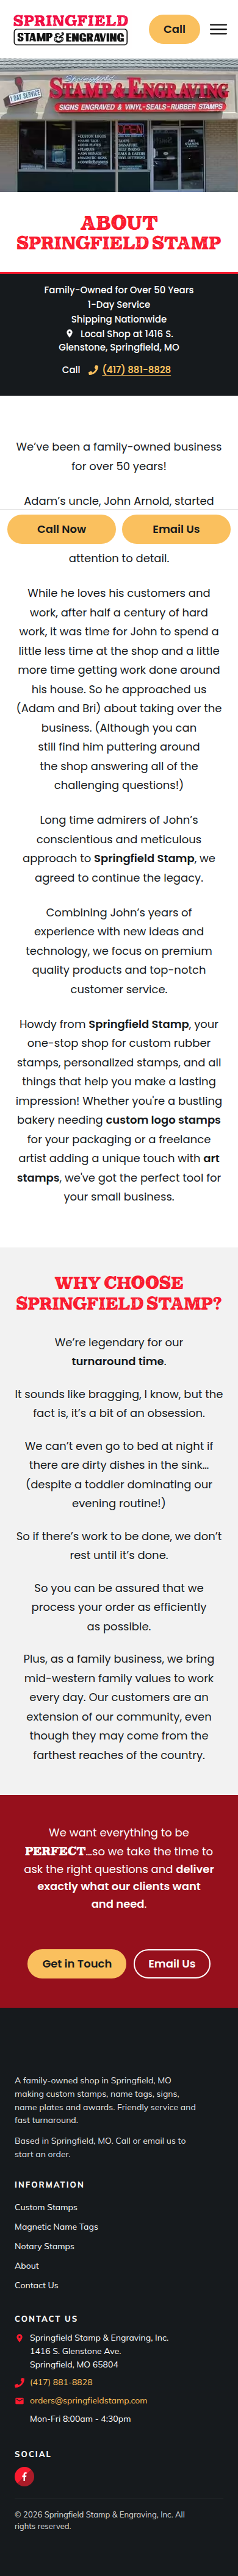 SPRINGFIELD
STAMP & ENGRAVING
Call
1 DAY SERVICE
Springfield
STAMP & ENGRAVING
SIGNS ENGRAVED & VINYL-SEALS-RUBBER STAMPS
OPEN
ABOUT
SPRINGFIELD STAMP
Family-Owned for Over 50 Years
1-Day Service
Shipping Nationwide
Local Shop at 1416 S.
Glenstone, Springfield, MO
Call (417) 881-8828
We've been a family-owned business
for over 50 years!
Adam's uncle, John Arnold, started
Call Now
Email Us
attention to detail.
While he loves his customers and
work, after half a century of hard
work, it was time for John to spend a
little less time at the shop and a little
more time getting work done around
his house. So he approached us
(Adam and Bri) about taking over the
business. (Although you can
still find him puttering around
the shop answering all of the
challenging questions!)
Long time admirers of John's
conscientious and meticulous
approach to Springfield Stamp, we
agreed to continue the legacy.
Combining John's years of
experience with new ideas and
technology, we focus on premium
quality products and top-notch
customer service.
Howdy from Springfield Stamp, your
one-stop shop for custom rubber
stamps, personalized stamps, and all
things that help you make a lasting
impression! Whether you're a bustling
bakery needing custom logo stamps
for your packaging or a freelance
artist adding a unique touch with art
stamps, we've got the perfect tool for
your small business.
WHY CHOOSE
SPRINGFIELD STAMP?
We're legendary for our
turnaround time.
It sounds like bragging, I know, but the
fact is, it's a bit of an obsession.
We can't even go to bed at night if
there are dirty dishes in the sink...
(despite a toddler dominating our
evening routine!)
So if there's work to be done, we don't
rest until it's done.
So you can be assured that we
process your order as efficiently
as possible.
Plus, as a family business, we bring
mid-western family values to work
every day. Our customers are an
extension of our community, even
though they may come from the
farthest reaches of the country.
We want everything to be
PERFECT...so we take the time to
ask the right questions and deliver
exactly what our clients want
and need.
Get in Touch
Email Us
A family-owned shop in Springfield, MO
making custom stamps, name tags, signs,
name plates and awards. Friendly service and
fast turnaround.
Based in Springfield, MO. Call or email us to
start an order.
INFORMATION
Custom Stamps
Magnetic Name Tags
Notary Stamps
About
Contact Us
CONTACT US
Springfield Stamp & Engraving, Inc.
1416 S. Glenstone Ave.
Springfield, MO 65804
(417) 881-8828
orders@springfieldstamp.com
Mon-Fri 8:00am - 4:30pm
SOCIAL
© 2026 Springfield Stamp & Engraving, Inc. All
rights reserved.